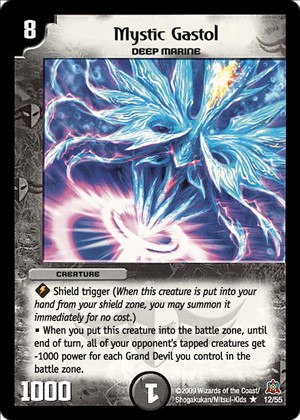 8
Mystic Gastol
DEEP MARINE
CREATURE
Shield trigger (When this creature is put into your
hand from your shield zone, you may summon it
immediately for no cost.)
■ When you put this creature into the battle zone, until
end of turn, all of your opponent's tapped creatures get
-1000 power for each Grand Devil you control in the
battle zone.
1000
1
©2009 Wizards of the Coast/
Shogakukan/Mitsui-Kids ★ 12/55